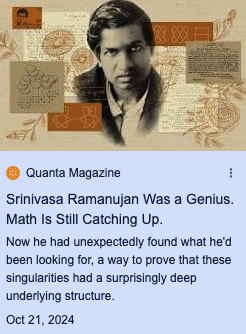 Quanta Magazine
Srinivasa Ramanujan Was a Genius.
Math Is Still Catching Up.
Now he had unexpectedly found what he'd
been looking for, a way to prove that these
singularities had a surprisingly deep
underlying structure.
Oct 21, 2024